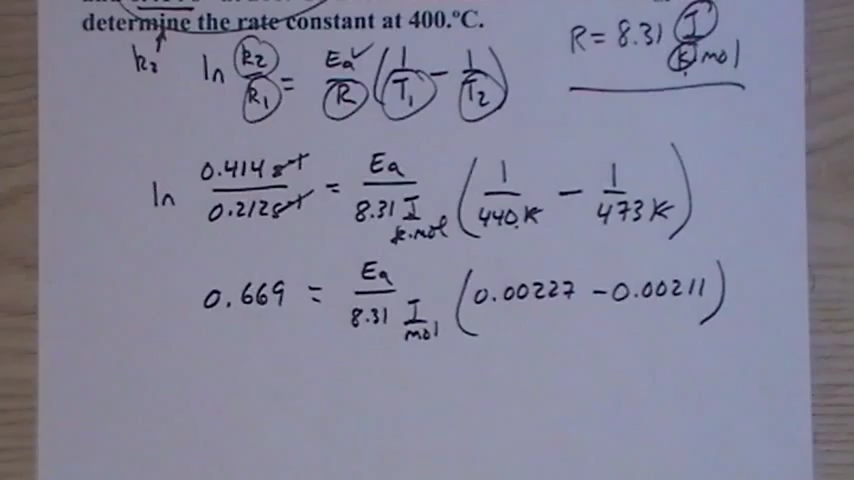 determine the rate constant at 400.ºC.
R = 8.31 J
K mol
k2
ln k2/k1 = Ea/R (1/T1 − 1/T2)
ln 0.414 s-1/0.212 s-1 = Ea/8.31 J/K·mol (1/440.K − 1/473 K)
0.669 = Ea/8.31 J/mol (0.00227 − 0.00211)